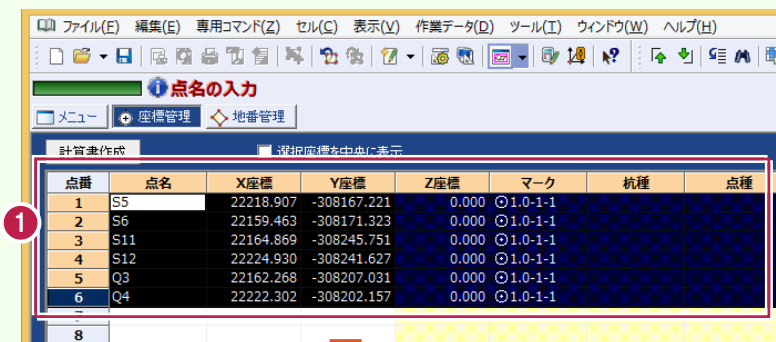 ファイル(F) 編集(E) 専用コマンド(Z) セル(C) 表示(V) 作業データ(D) ツール(T) ウィンドウ(W) ヘルプ(H)
点名の入力
メニュー 座標管理 地番管理
計算書作成 選択座標を中央に表示
点番 点名 X座標 Y座標 Z座標 マーク 杭種 点種
1 S5 22218.907 -308167.221 0.000 ⊙1.0-1-1
2 S6 22159.463 -308171.323 0.000 ⊙1.0-1-1
3 S11 22164.869 -308245.751 0.000 ⊙1.0-1-1
4 S12 22224.930 -308241.627 0.000 ⊙1.0-1-1
5 Q3 22162.268 -308207.031 0.000 ⊙1.0-1-1
6 Q4 22222.302 -308202.157 0.000 ⊙1.0-1-1
8
1